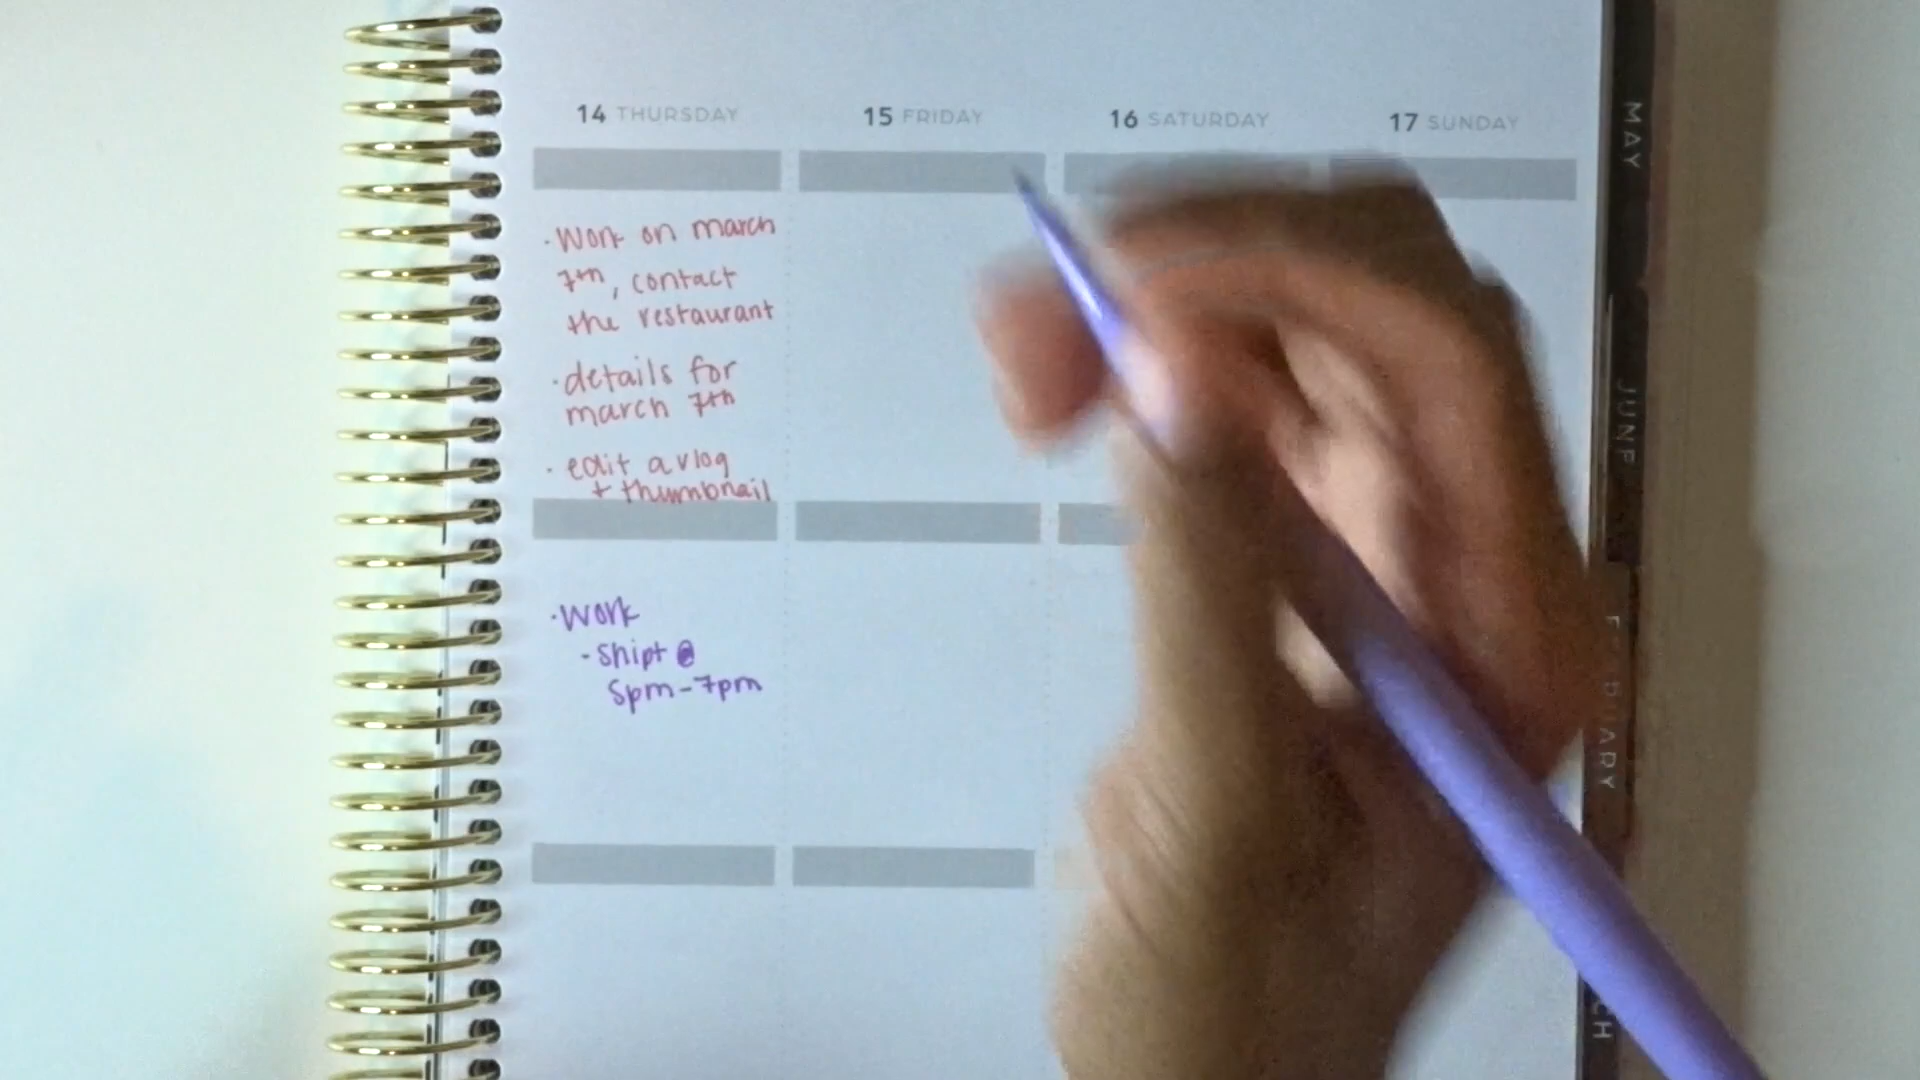 14 THURSDAY
15 FRIDAY
16 SATURDAY
17 SUNDAY
· Work on march
7th, contact
the restaurant
· details for
march 7th
· edit a vlog
+ thumbnail
· Work
- Shipt @
5pm-7pm
MAY
JUNE